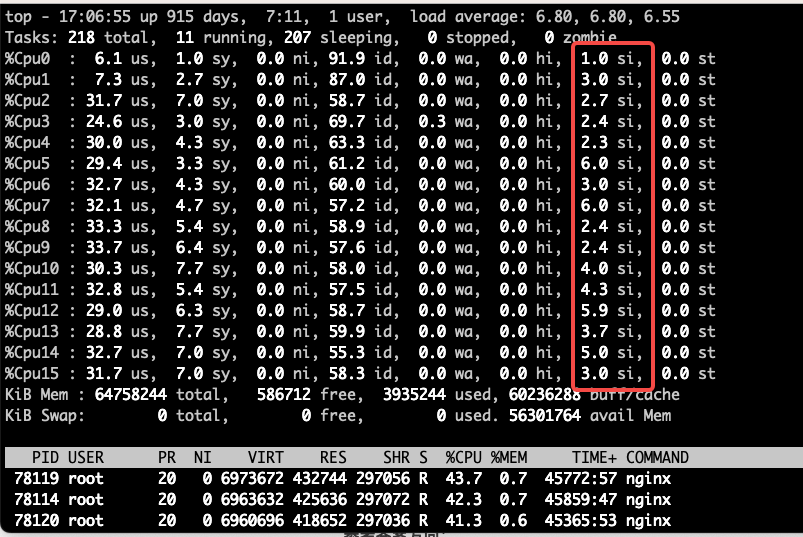 top - 17:06:55 up 915 days,  7:11,  1 user,  load average: 6.80, 6.80, 6.55
Tasks: 218 total,  11 running, 207 sleeping,   0 stopped,   0 zombie
%Cpu0  :  6.1 us,  1.0 sy,  0.0 ni, 91.9 id,  0.0 wa,  0.0 hi,  1.0 si,  0.0 st
%Cpu1  :  7.3 us,  2.7 sy,  0.0 ni, 87.0 id,  0.0 wa,  0.0 hi,  3.0 si,  0.0 st
%Cpu2  : 31.7 us,  7.0 sy,  0.0 ni, 58.7 id,  0.0 wa,  0.0 hi,  2.7 si,  0.0 st
%Cpu3  : 24.6 us,  3.0 sy,  0.0 ni, 69.7 id,  0.3 wa,  0.0 hi,  2.4 si,  0.0 st
%Cpu4  : 30.0 us,  4.3 sy,  0.0 ni, 63.3 id,  0.0 wa,  0.0 hi,  2.3 si,  0.0 st
%Cpu5  : 29.4 us,  3.3 sy,  0.0 ni, 61.2 id,  0.0 wa,  0.0 hi,  6.0 si,  0.0 st
%Cpu6  : 32.7 us,  4.3 sy,  0.0 ni, 60.0 id,  0.0 wa,  0.0 hi,  3.0 si,  0.0 st
%Cpu7  : 32.1 us,  4.7 sy,  0.0 ni, 57.2 id,  0.0 wa,  0.0 hi,  6.0 si,  0.0 st
%Cpu8  : 33.3 us,  5.4 sy,  0.0 ni, 58.9 id,  0.0 wa,  0.0 hi,  2.4 si,  0.0 st
%Cpu9  : 33.7 us,  6.4 sy,  0.0 ni, 57.6 id,  0.0 wa,  0.0 hi,  2.4 si,  0.0 st
%Cpu10 : 30.3 us,  7.7 sy,  0.0 ni, 58.0 id,  0.0 wa,  0.0 hi,  4.0 si,  0.0 st
%Cpu11 : 32.8 us,  5.4 sy,  0.0 ni, 57.5 id,  0.0 wa,  0.0 hi,  4.3 si,  0.0 st
%Cpu12 : 29.0 us,  6.3 sy,  0.0 ni, 58.7 id,  0.0 wa,  0.0 hi,  5.9 si,  0.0 st
%Cpu13 : 28.8 us,  7.7 sy,  0.0 ni, 59.9 id,  0.0 wa,  0.0 hi,  3.7 si,  0.0 st
%Cpu14 : 32.7 us,  7.0 sy,  0.0 ni, 55.3 id,  0.0 wa,  0.0 hi,  5.0 si,  0.0 st
%Cpu15 : 31.7 us,  7.0 sy,  0.0 ni, 58.3 id,  0.0 wa,  0.0 hi,  3.0 si,  0.0 st
KiB Mem : 64758244 total,   586712 free,  3935244 used, 60236288 buff/cache
KiB Swap:        0 total,        0 free,        0 used. 56301764 avail Mem
PID USER      PR  NI    VIRT    RES    SHR S  %CPU %MEM     TIME+ COMMAND
78119 root      20   0 6973672 432744 297056 R  43.7  0.7  45772:57 nginx
78114 root      20   0 6963632 425636 297072 R  42.3  0.7  45859:47 nginx
78120 root      20   0 6960696 418652 297036 R  41.3  0.6  45365:53 nginx